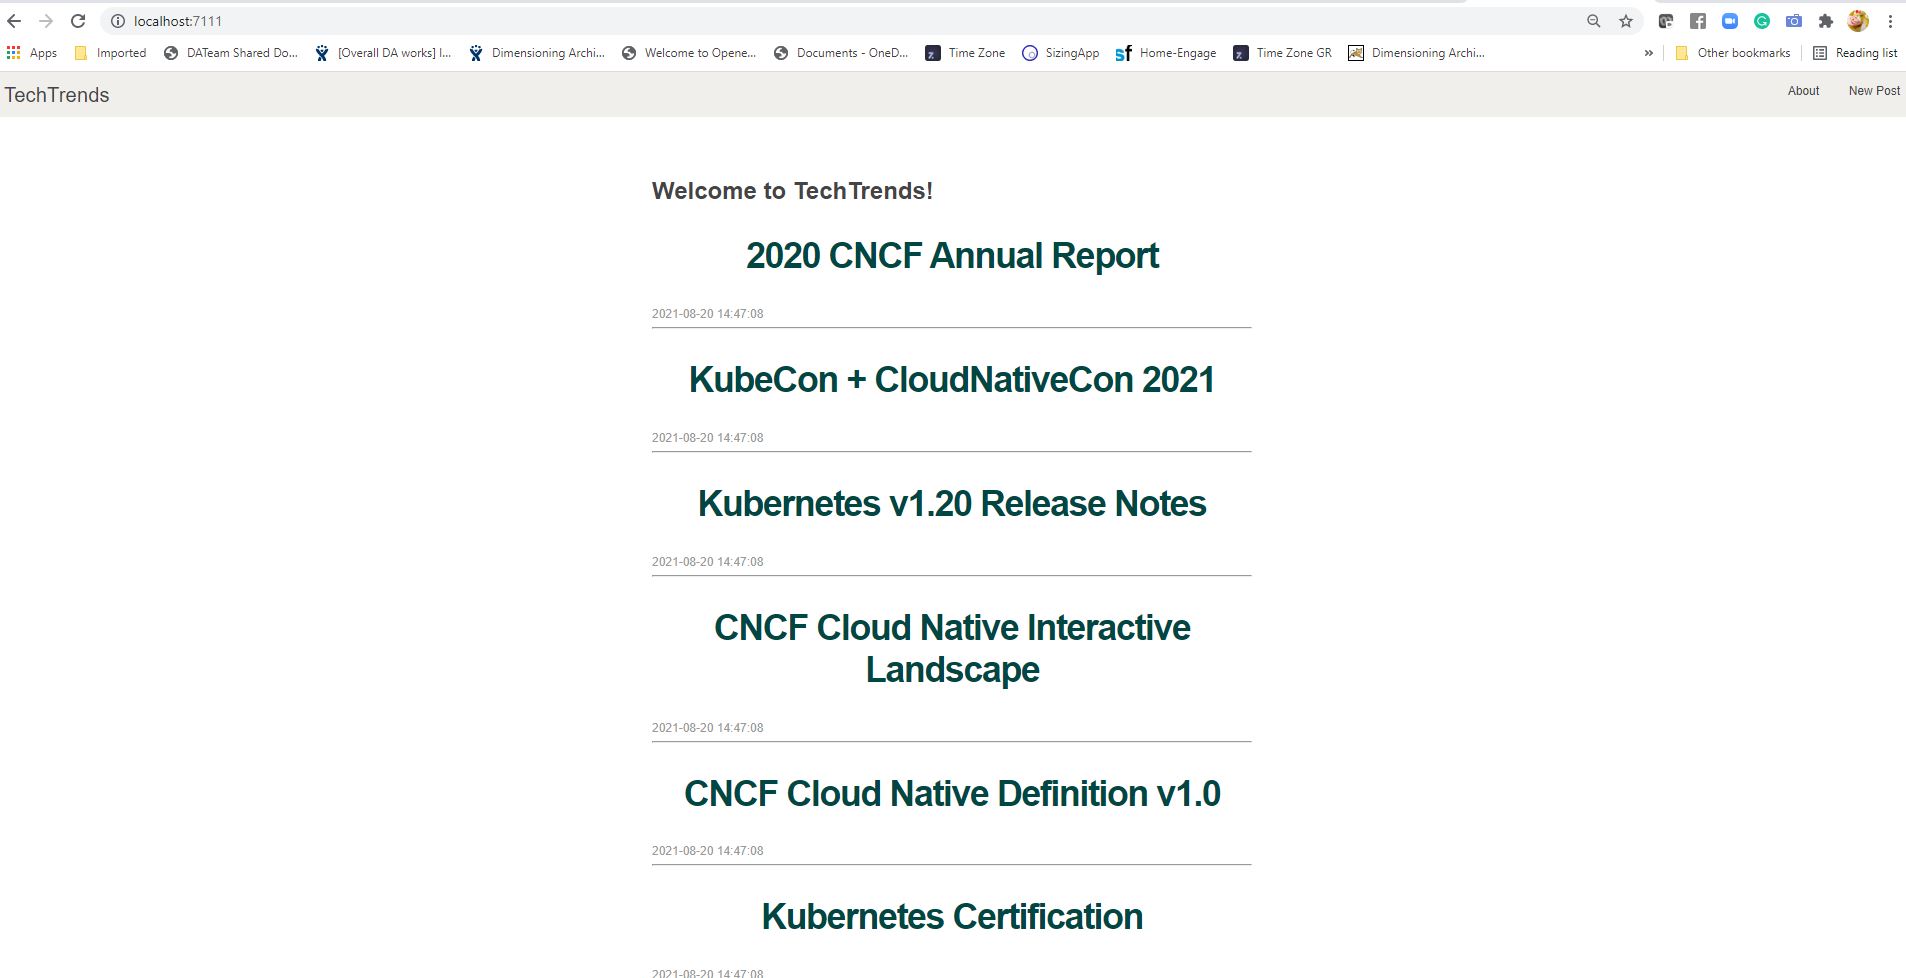 localhost:7111
Apps Imported DATeam Shared Do... [Overall DA works] I... Dimensioning Archi... Welcome to Opene... Documents - OneD... Time Zone SizingApp Home-Engage Time Zone GR Dimensioning Archi... » Other bookmarks Reading list
TechTrends About New Post
Welcome to TechTrends!
2020 CNCF Annual Report
2021-08-20 14:47:08
KubeCon + CloudNativeCon 2021
2021-08-20 14:47:08
Kubernetes v1.20 Release Notes
2021-08-20 14:47:08
CNCF Cloud Native Interactive
Landscape
2021-08-20 14:47:08
CNCF Cloud Native Definition v1.0
2021-08-20 14:47:08
Kubernetes Certification
2021-08-20 14:47:08